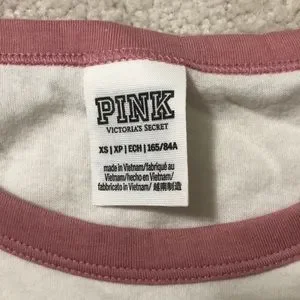 PINK
VICTORIA'S SECRET
XS | XP | ECH | 165/84A
made in Vietnam/fabriqué au
Vietnam/hecho en Vietnam/
fabbricato in Vietnam/ 越南制造